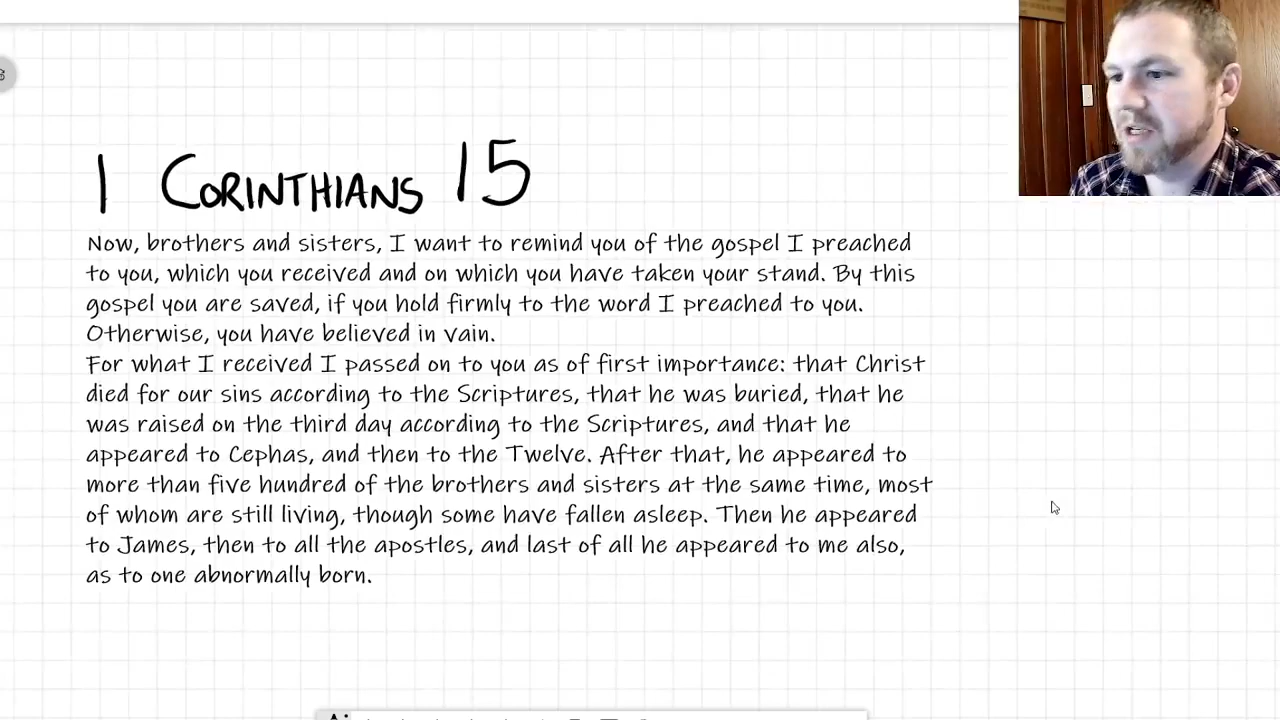 1 CORINTHIANS 15
Now, brothers and sisters, I want to remind you of the gospel I preached
to you, which you received and on which you have taken your stand. By this
gospel you are saved, if you hold firmly to the word I preached to you.
Otherwise, you have believed in vain.
For what I received I passed on to you as of first importance: that Christ
died for our sins according to the Scriptures, that he was buried, that he
was raised on the third day according to the Scriptures, and that he
appeared to Cephas, and then to the Twelve. After that, he appeared to
more than five hundred of the brothers and sisters at the same time, most
of whom are still living, though some have fallen asleep. Then he appeared
to James, then to all the apostles, and last of all he appeared to me also,
as to one abnormally born.